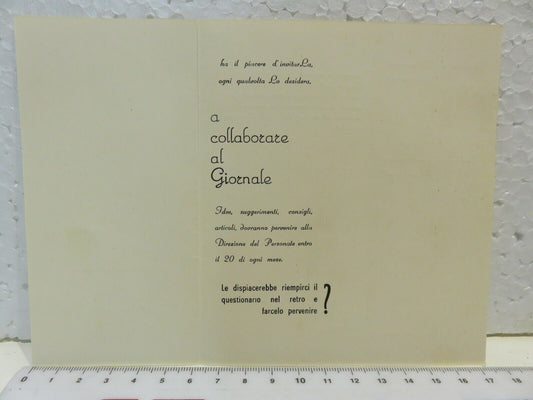 ha il piacere d'invitarLa,
ogni qualvolta Lo desidera,
a
collaborare
al
Giornale
Idee, suggerimenti, consigli,
articoli, dovranno pervenire alla
Direzione del Personale entro
il 20 di ogni mese.
Le dispiacerebbe riempirci il
questionario nel retro e
farcelo pervenire ?
0 1 2 3 4 5 6 7 8 9 10 11 12 13 14 15 16 17 18